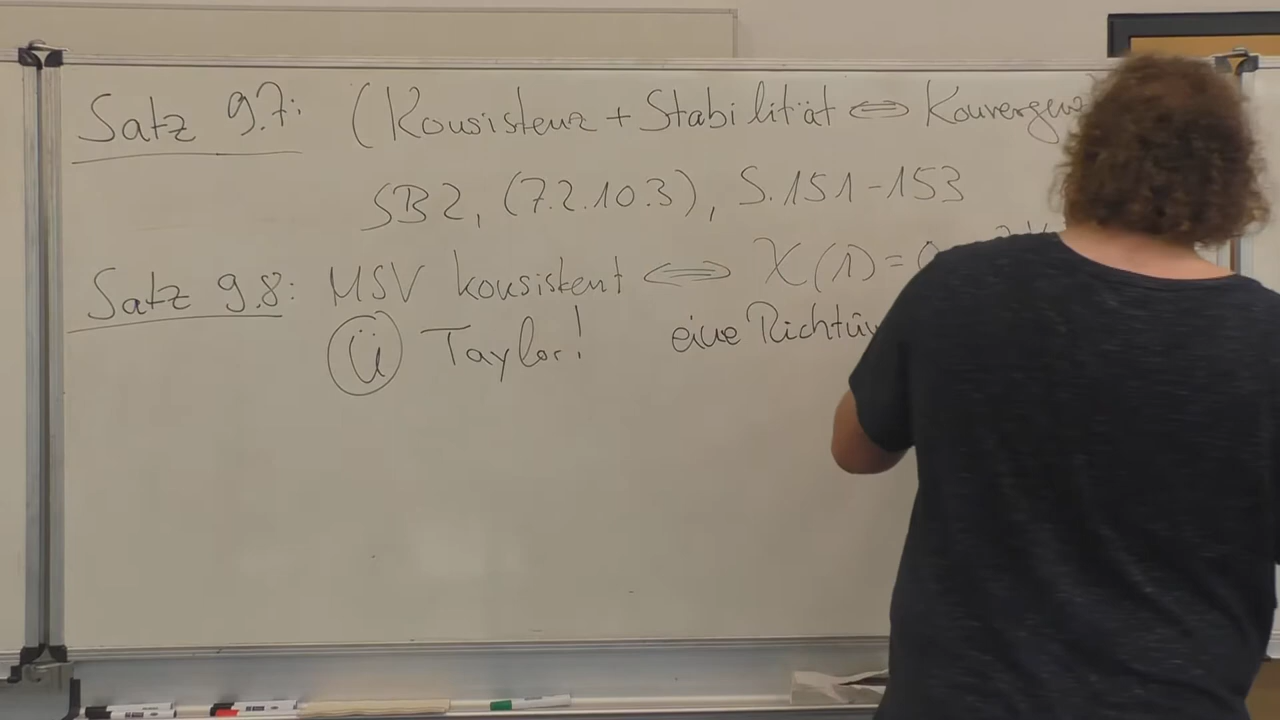 Satz 9.7: (Konsistenz + Stabilität ⇔ Konvergenz
SB2, (7.2.10.3), S.151-153
Satz 9.8: MSV konsistent ⇔ χ(1)=0
Ü Taylor! eine